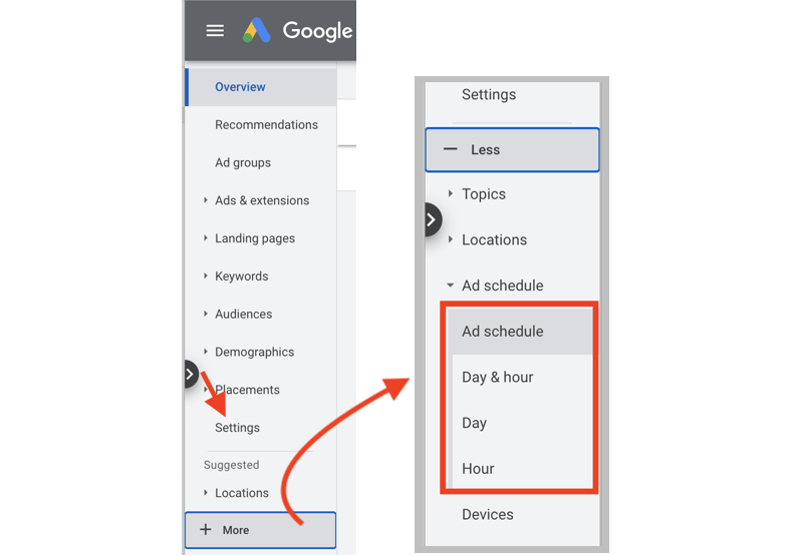 Google
Overview
Recommendations
Ad groups
Ads & extensions
Landing pages
Keywords
Audiences
Demographics
Placements
Settings
Suggested
Locations
More
Settings
Less
Topics
Locations
Ad schedule
Ad schedule
Day & hour
Day
Hour
Devices